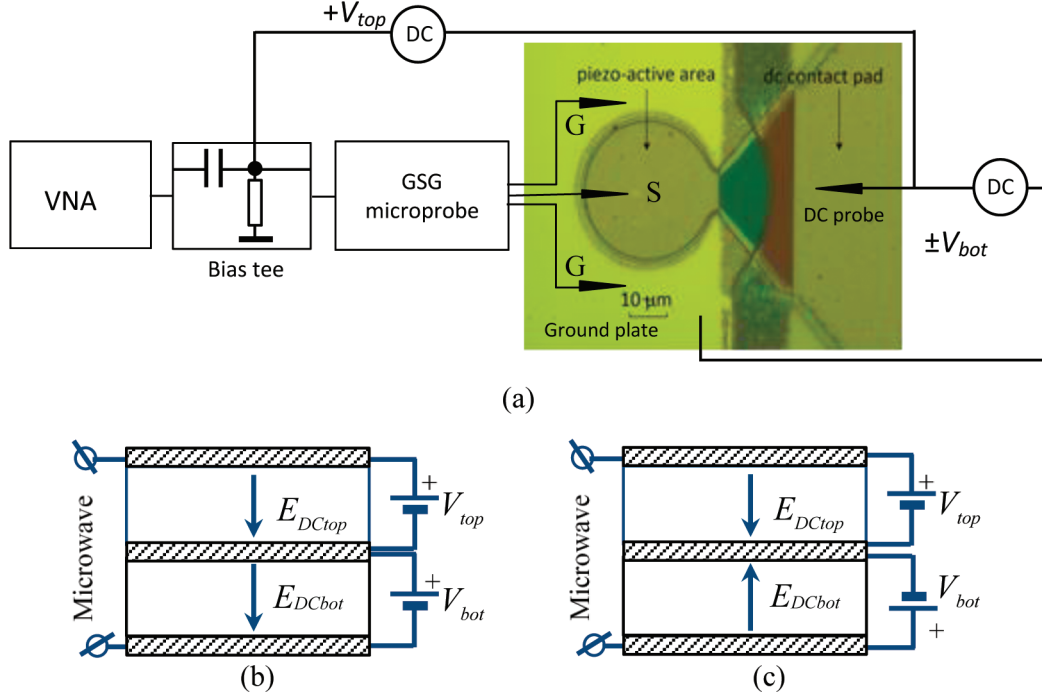 +V_top
DC
piezo-active area
dc contact pad
G
VNA
GSG
microprobe
S
DC
DC probe
Bias tee
±V_bot
G
10 μm
Ground plate
(a)
Microwave
+
E_DCtop
V_top
+
E_DCbot
V_bot
(b)
Microwave
+
E_DCtop
V_top
E_DCbot
V_bot
+
(c)